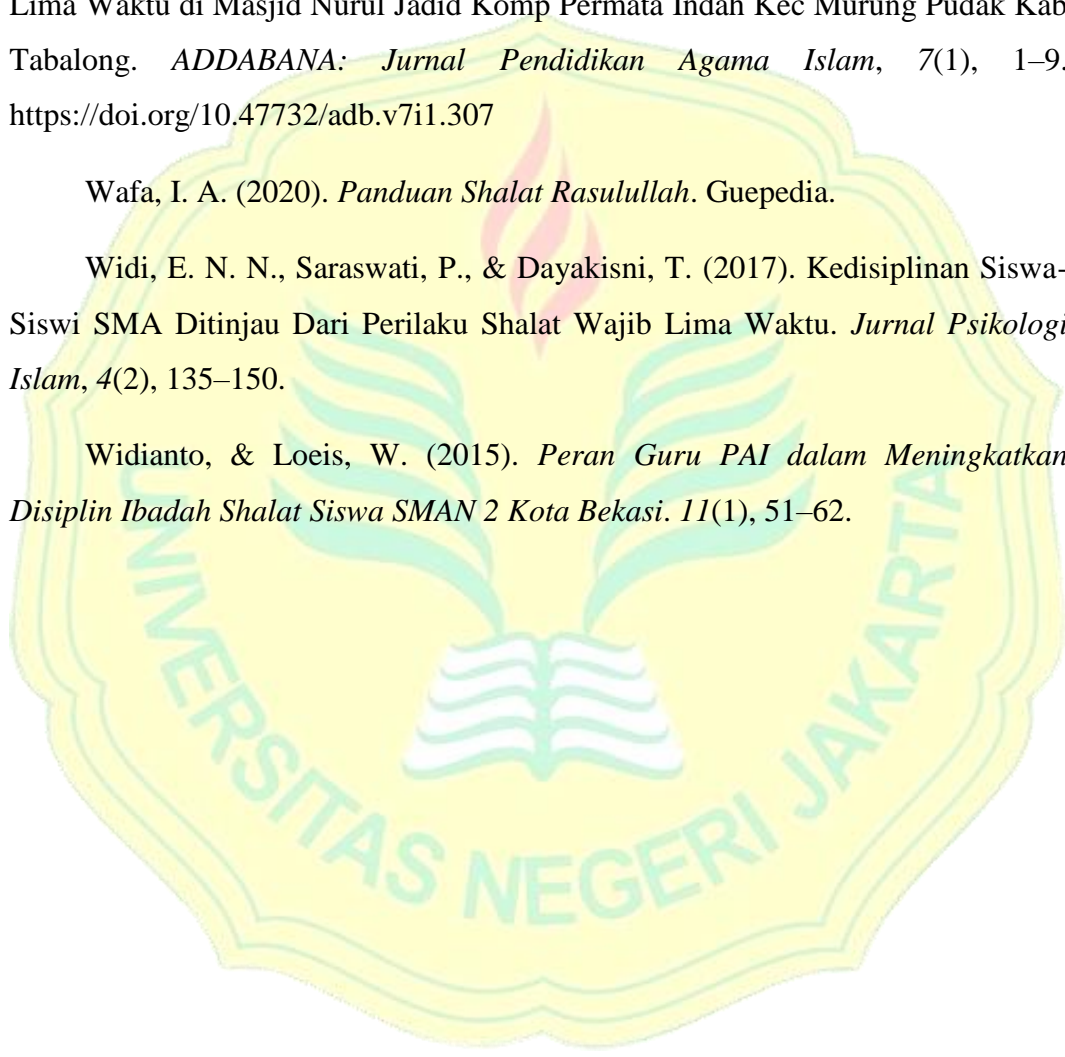 Lima Waktu di Masjid Nurul Jadid Komp Permata Indah Kec Murung Pudak Kab
Tabalong. ADDABANA: Jurnal Pendidikan Agama Islam, 7(1), 1–9.
https://doi.org/10.47732/adb.v7i1.307
Wafa, I. A. (2020). Panduan Shalat Rasulullah. Guepedia.
Widi, E. N. N., Saraswati, P., & Dayakisni, T. (2017). Kedisiplinan Siswa-
Siswi SMA Ditinjau Dari Perilaku Shalat Wajib Lima Waktu. Jurnal Psikologi
Islam, 4(2), 135–150.
Widianto, & Loeis, W. (2015). Peran Guru PAI dalam Meningkatkan
Disiplin Ibadah Shalat Siswa SMAN 2 Kota Bekasi. 11(1), 51–62.
UNIVERSITAS NEGERI JAKARTA